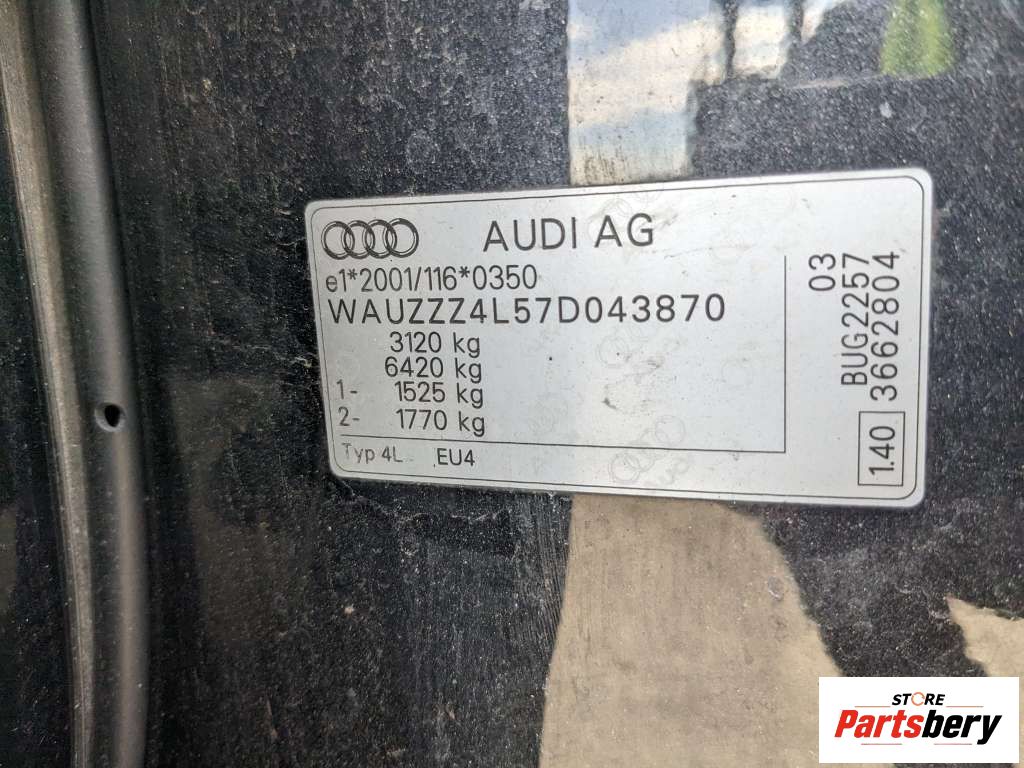 AUDI AG
e1*2001/116*0350
WAUZZZ4L57D043870
3120 kg
6420 kg
1- 1525 kg
2- 1770 kg
Typ 4L EU4
BUG2257 03
1.40 3662804
STORE
Partsbery